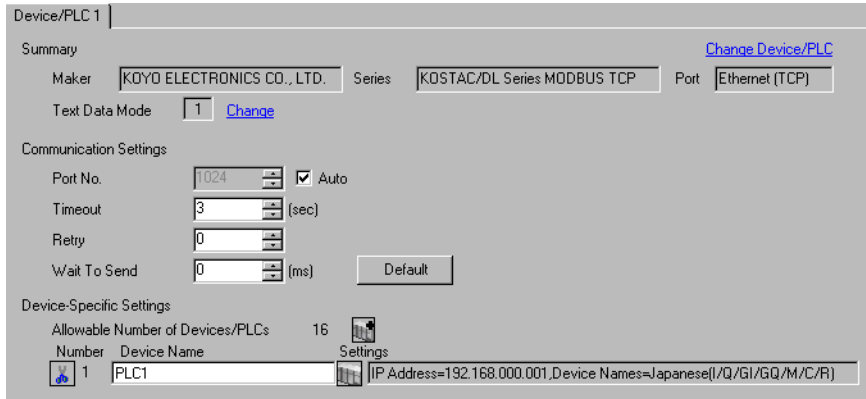 Device/PLC 1
Summary
Change Device/PLC
Maker KOYO ELECTRONICS CO., LTD. Series KOSTAC/DL Series MODBUS TCP Port Ethernet (TCP)
Text Data Mode 1 Change
Communication Settings
Port No. 1024 Auto
Timeout 3 (sec)
Retry 0
Wait To Send 0 (ms) Default
Device-Specific Settings
Allowable Number of Devices/PLCs 16
Number Device Name Settings
1 PLC1 IP Address=192.168.000.001,Device Names=Japanese(I/Q/GI/GQ/M/C/R)